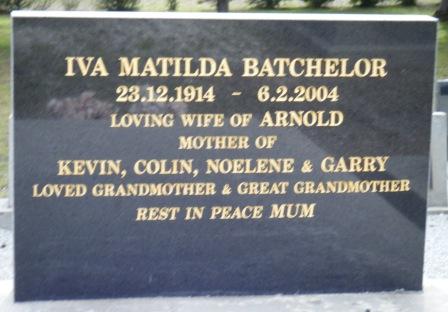 IVA MATILDA BATCHELOR
23.12.1914 - 6.2.2004
LOVING WIFE OF ARNOLD
MOTHER OF
KEVIN, COLIN, NOELENE & GARRY
LOVED GRANDMOTHER & GREAT GRANDMOTHER
REST IN PEACE MUM